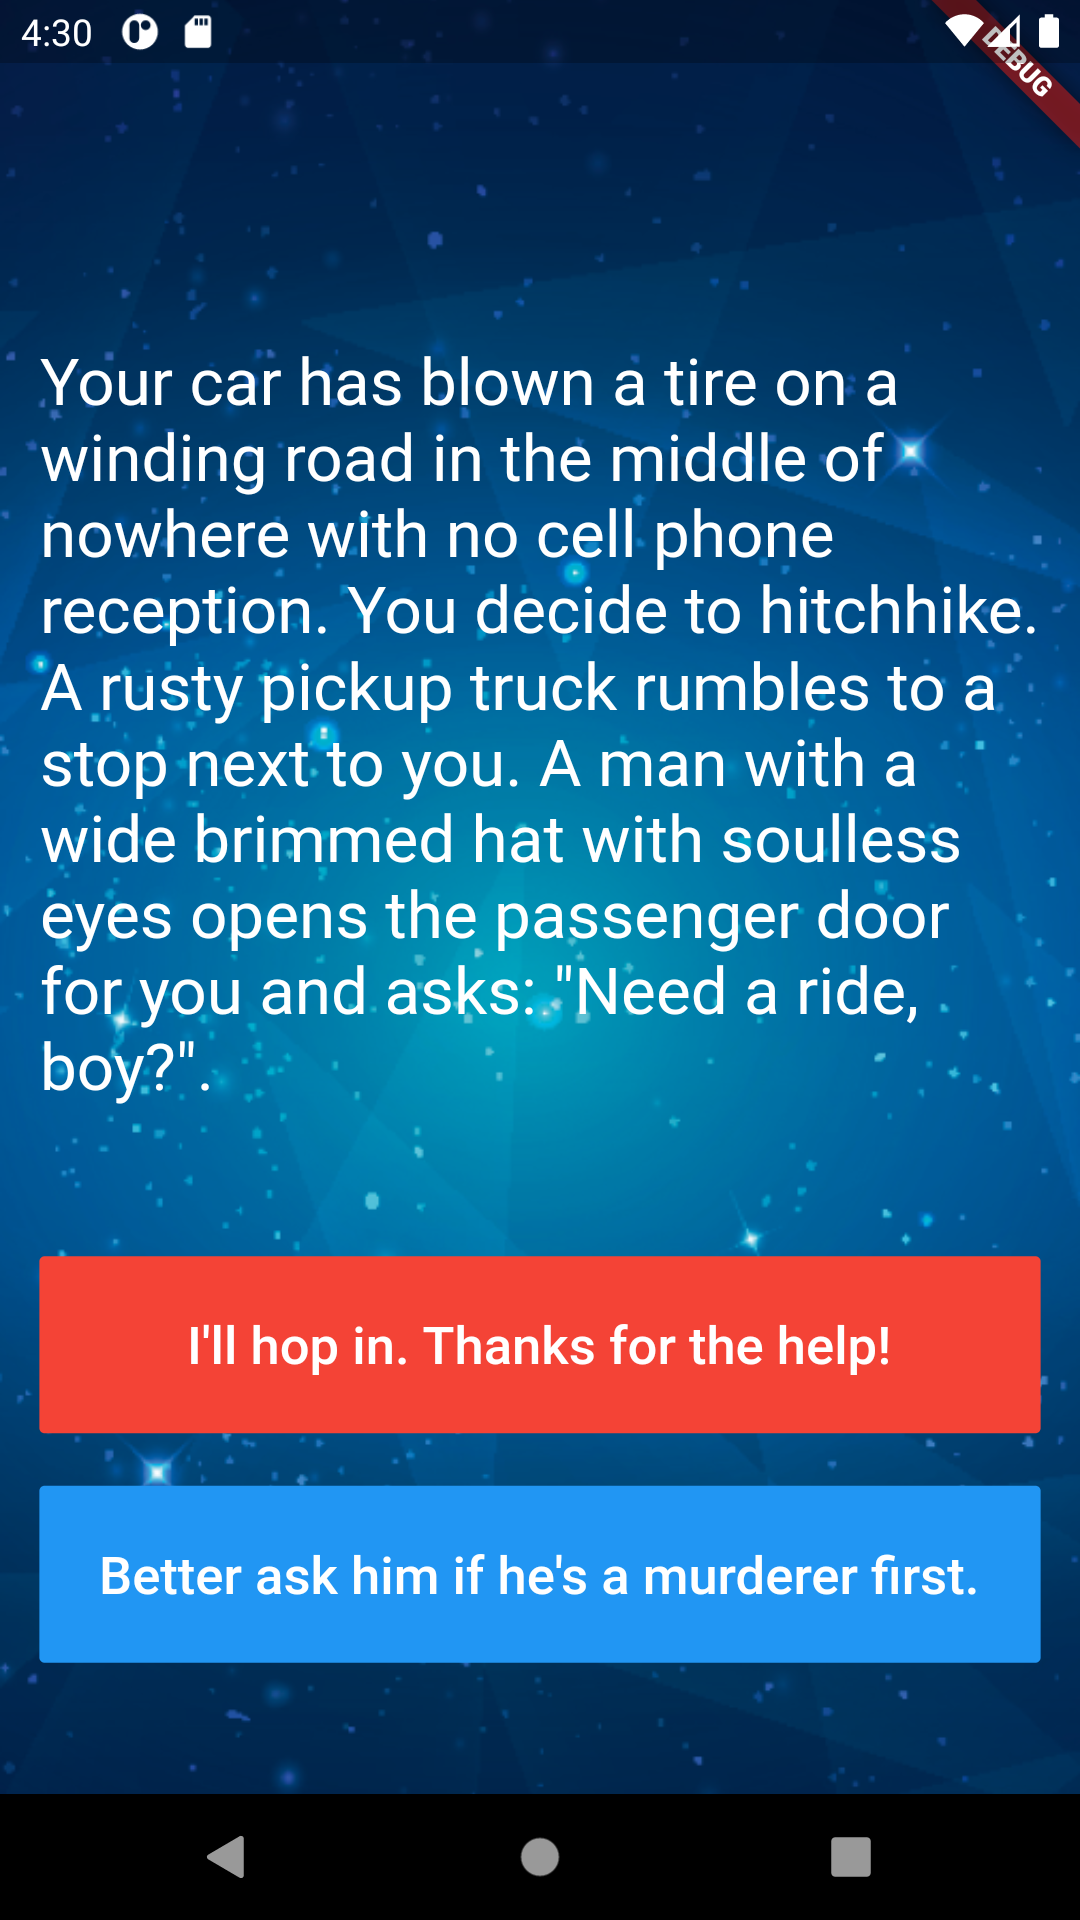 4:30
DEBUG
Your car has blown a tire on a
winding road in the middle of
nowhere with no cell phone
reception. You decide to hitchhike.
A rusty pickup truck rumbles to a
stop next to you. A man with a
wide brimmed hat with soulless
eyes opens the passenger door
for you and asks: "Need a ride,
boy?".
I'll hop in. Thanks for the help!
Better ask him if he's a murderer first.